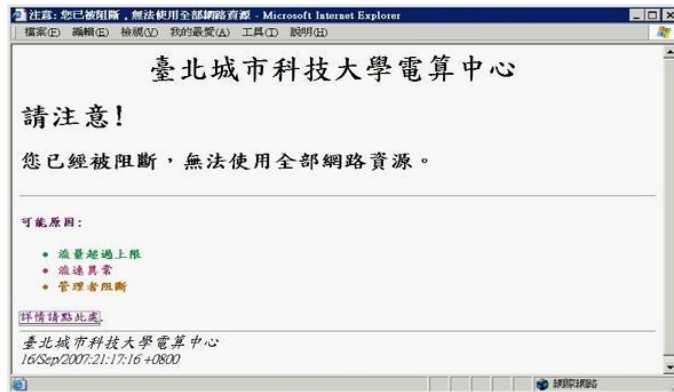 注意: 您已被阻斷，無法使用全部網路資源 - Microsoft Internet Explorer
檔案(F) 編輯(E) 檢視(V) 我的最愛(A) 工具(T) 說明(H)
臺北城市科技大學電算中心
請注意!
您已經被阻斷，無法使用全部網路資源。
可能原因:
流量超過上限
流速異常
管理者阻斷
詳情請點此處.
臺北城市科技大學電算中心
16/Sep/2007:21:17:16 +0800
網際網路